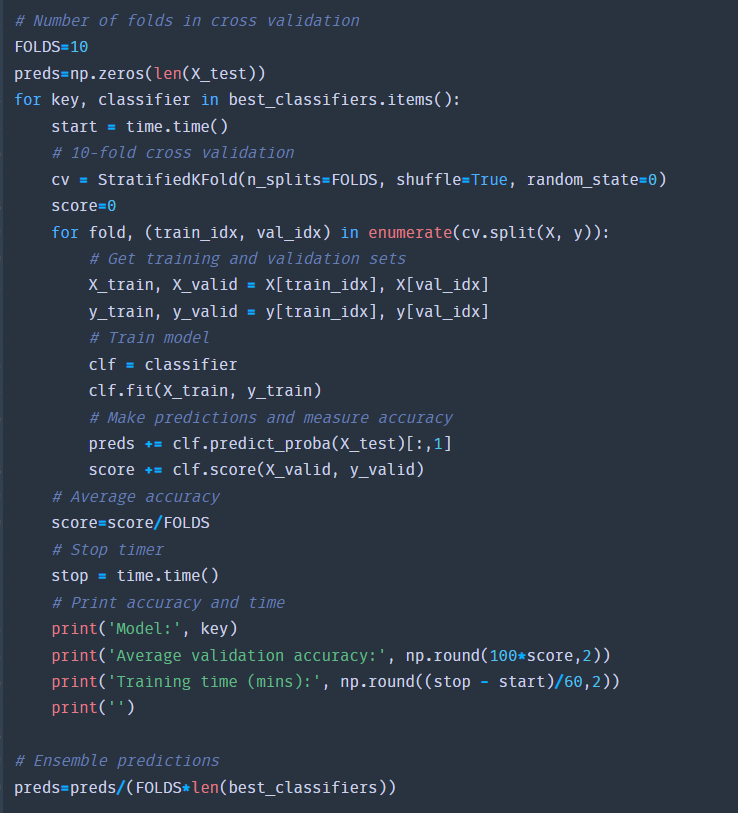 # Number of folds in cross validation
FOLDS=10
preds=np.zeros(len(X_test))
for key, classifier in best_classifiers.items():
    start = time.time()
    # 10-fold cross validation
    cv = StratifiedKFold(n_splits=FOLDS, shuffle=True, random_state=0)
    score=0
    for fold, (train_idx, val_idx) in enumerate(cv.split(X, y)):
        # Get training and validation sets
        X_train, X_valid = X[train_idx], X[val_idx]
        y_train, y_valid = y[train_idx], y[val_idx]
        # Train model
        clf = classifier
        clf.fit(X_train, y_train)
        # Make predictions and measure accuracy
        preds += clf.predict_proba(X_test)[:,1]
        score += clf.score(X_valid, y_valid)
    # Average accuracy
    score=score/FOLDS
    # Stop timer
    stop = time.time()
    # Print accuracy and time
    print('Model:', key)
    print('Average validation accuracy:', np.round(100*score,2))
    print('Training time (mins):', np.round((stop - start)/60,2))
    print('')
# Ensemble predictions
preds=preds/(FOLDS*len(best_classifiers))